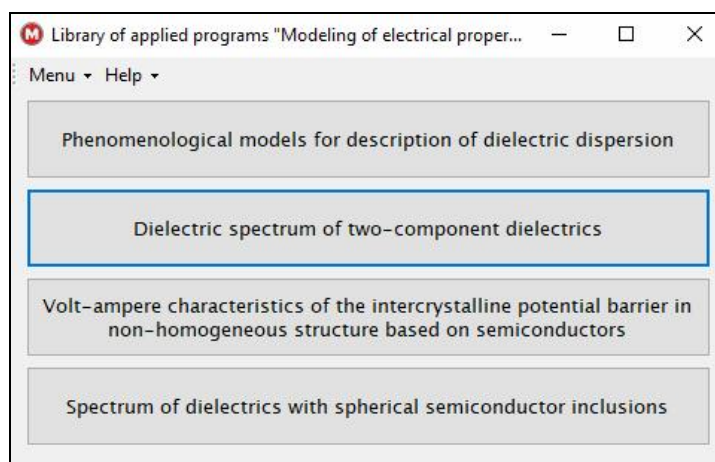 M Library of applied programs "Modeling of electrical proper...
Menu Help
Phenomenological models for description of dielectric dispersion
Dielectric spectrum of two-component dielectrics
Volt-ampere characteristics of the intercrystalline potential barrier in
non-homogeneous structure based on semiconductors
Spectrum of dielectrics with spherical semiconductor inclusions